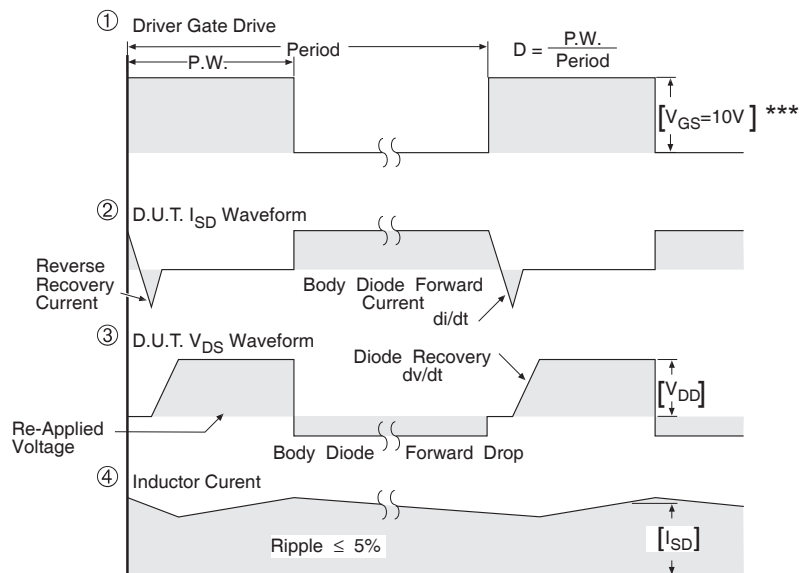 ① Driver Gate Drive
Period
P.W.
D = P.W. / Period
[VGS=10V] ***
② D.U.T. ISD Waveform
Reverse
Recovery
Current
Body Diode Forward
Current
di/dt
③ D.U.T. VDS Waveform
Diode Recovery
dv/dt
[VDD]
Re-Applied
Voltage
Body Diode Forward Drop
④ Inductor Curent
Ripple ≤ 5%
[ISD]